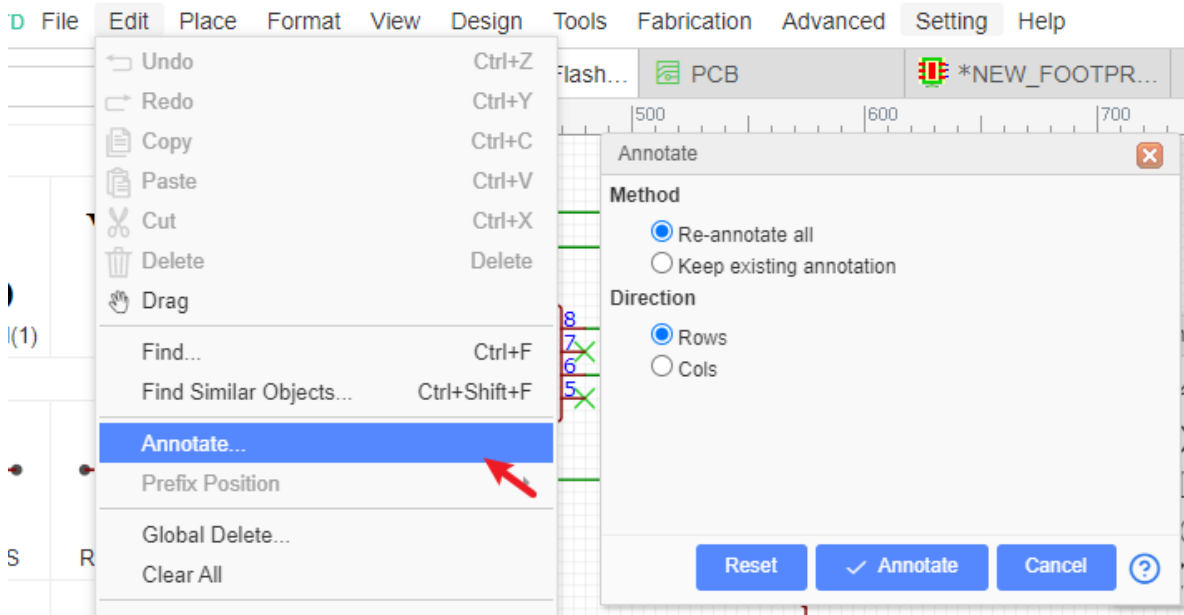 File Edit Place Format View Design Tools Fabrication Advanced Setting Help
Flash... PCB *NEW_FOOTPR...
500 600 700
Undo Ctrl+Z
Redo Ctrl+Y
Copy Ctrl+C
Paste Ctrl+V
Cut Ctrl+X
Delete Delete
Drag
Find... Ctrl+F
Find Similar Objects... Ctrl+Shift+F
Annotate...
Prefix Position
Global Delete...
Clear All
(1)
S
R
8
7
6
5
Annotate
Method
Re-annotate all
Keep existing annotation
Direction
Rows
Cols
Reset Annotate Cancel
?